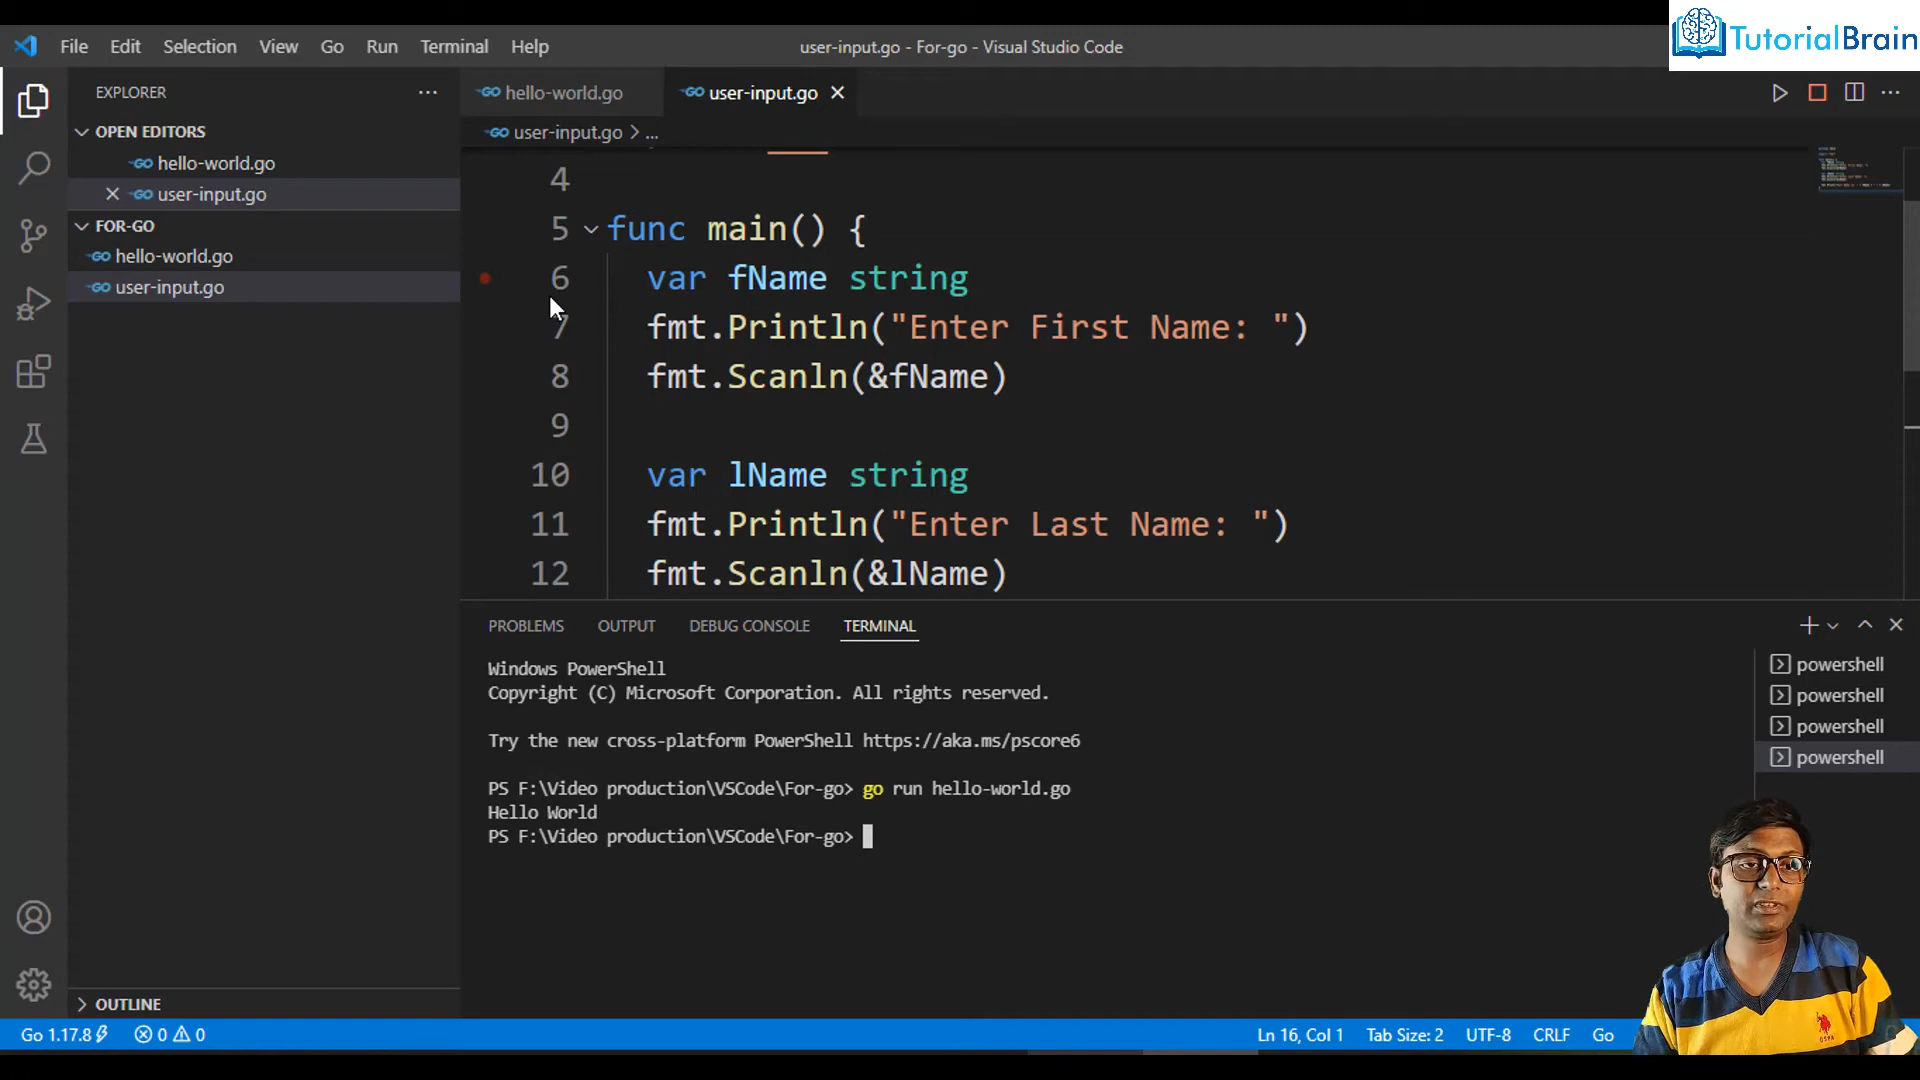 TutorialBrain
File Edit Selection View Go Run Terminal Help
user-input.go - For-go - Visual Studio Code
EXPLORER
OPEN EDITORS
hello-world.go
user-input.go
FOR-GO
hello-world.go
user-input.go
OUTLINE
hello-world.go user-input.go
user-input.go > ...
4
5 func main() {
6 var fName string
7 fmt.Println("Enter First Name: ")
8 fmt.Scanln(&fName)
9
10 var lName string
11 fmt.Println("Enter Last Name: ")
12 fmt.Scanln(&lName)
PROBLEMS OUTPUT DEBUG CONSOLE TERMINAL
Windows PowerShell
Copyright (C) Microsoft Corporation. All rights reserved.
Try the new cross-platform PowerShell https://aka.ms/pscore6
PS F:\Video production\VSCode\For-go> go run hello-world.go
Hello World
PS F:\Video production\VSCode\For-go>
powershell
powershell
powershell
powershell
Go 1.17.8 0 0 Ln 16, Col 1 Tab Size: 2 UTF-8 CRLF Go